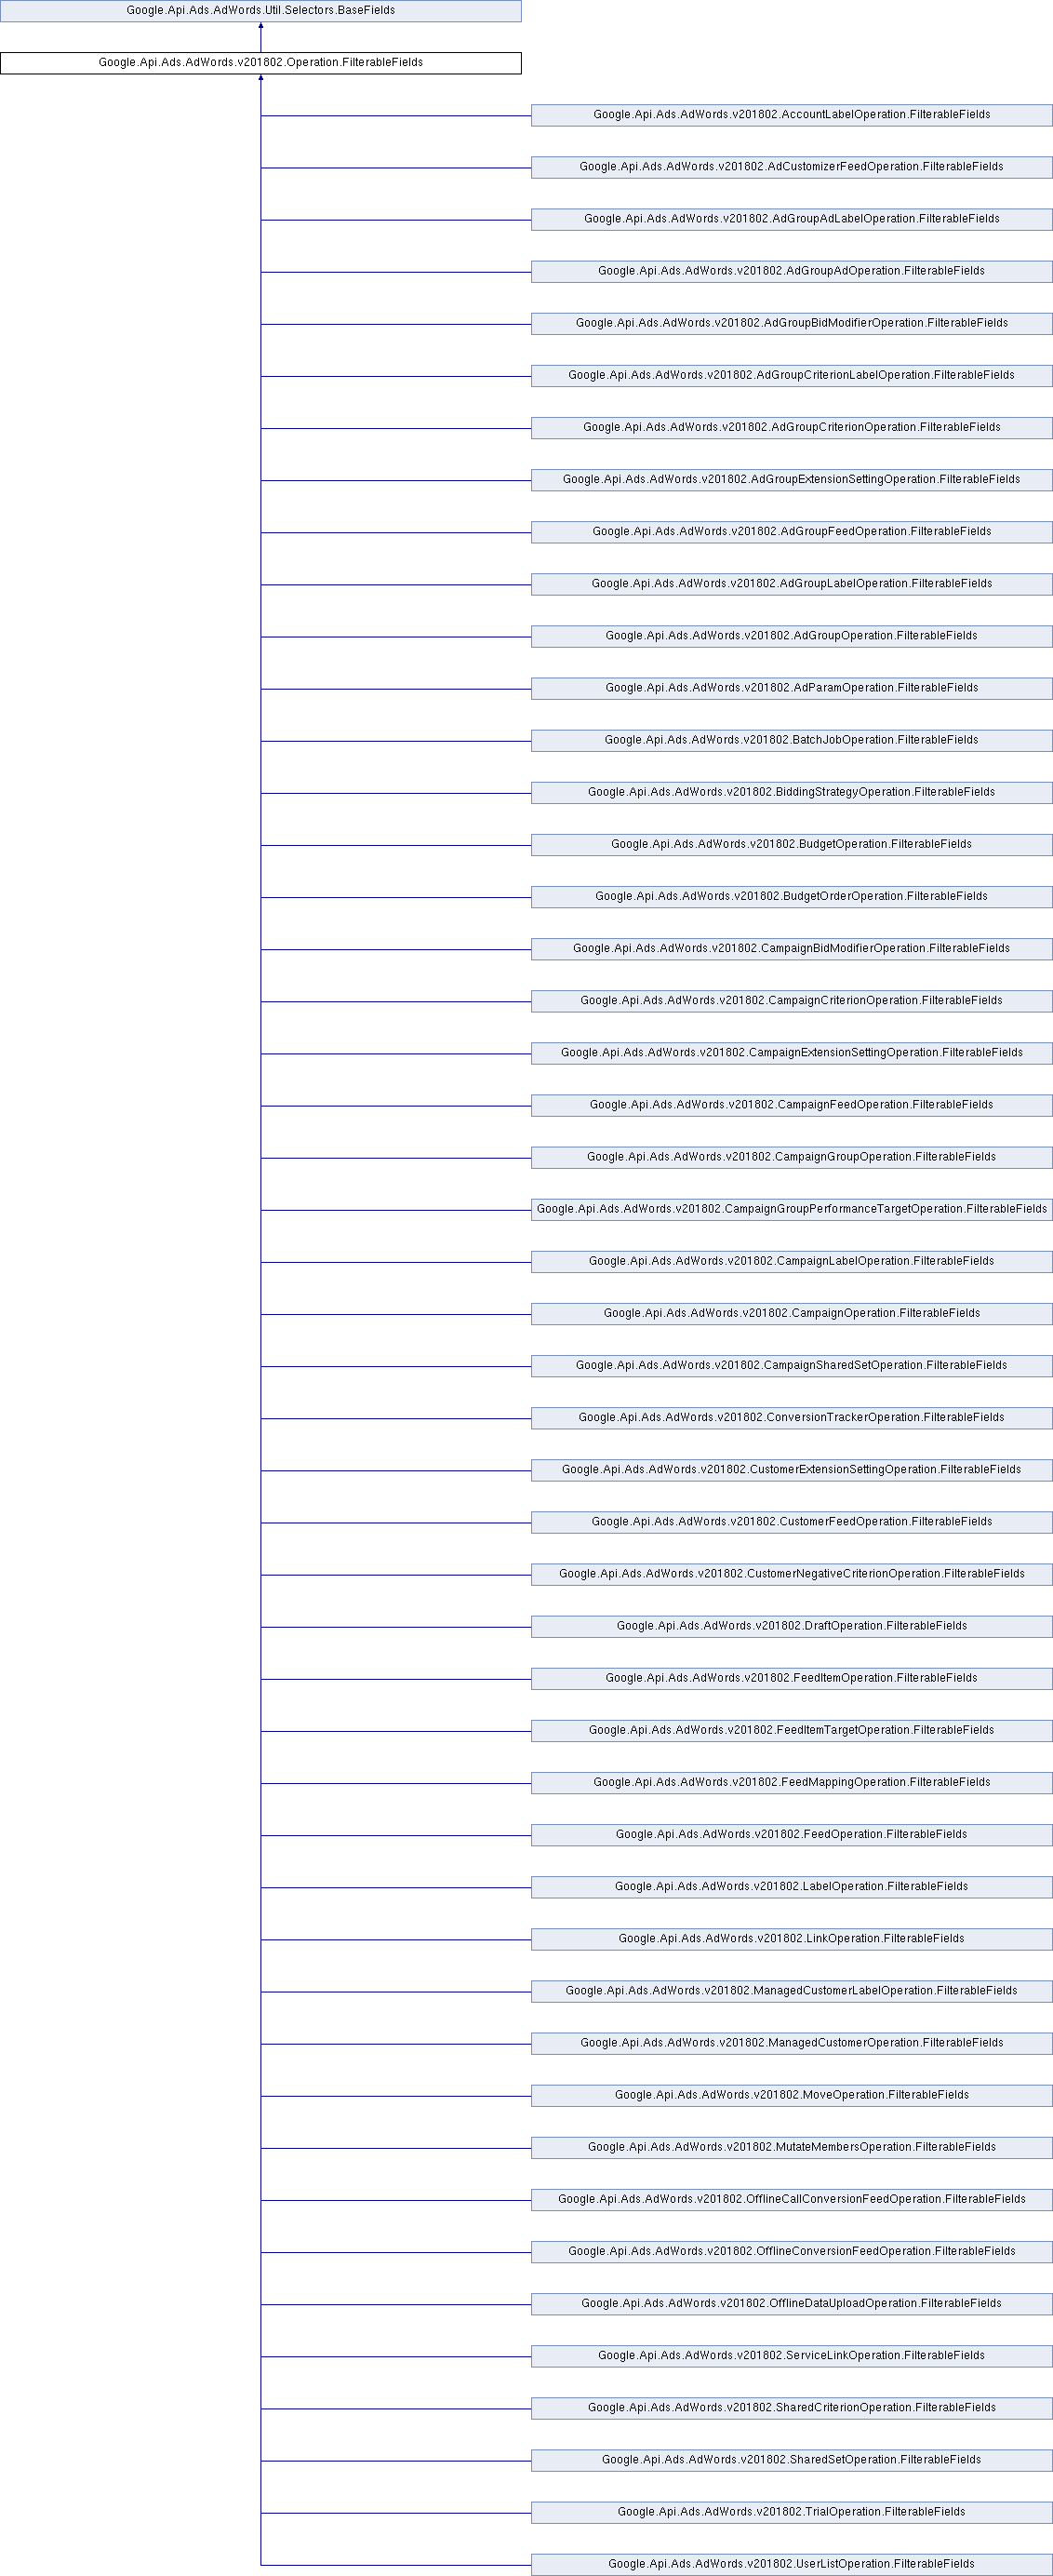 Google.Api.Ads.AdWords.Util.Selectors.BaseFields
Google.Api.Ads.AdWords.v201802.Operation.FilterableFields
Google.Api.Ads.AdWords.v201802.AccountLabelOperation.FilterableFields
Google.Api.Ads.AdWords.v201802.AdCustomizerFeedOperation.FilterableFields
Google.Api.Ads.AdWords.v201802.AdGroupAdLabelOperation.FilterableFields
Google.Api.Ads.AdWords.v201802.AdGroupAdOperation.FilterableFields
Google.Api.Ads.AdWords.v201802.AdGroupBidModifierOperation.FilterableFields
Google.Api.Ads.AdWords.v201802.AdGroupCriterionLabelOperation.FilterableFields
Google.Api.Ads.AdWords.v201802.AdGroupCriterionOperation.FilterableFields
Google.Api.Ads.AdWords.v201802.AdGroupExtensionSettingOperation.FilterableFields
Google.Api.Ads.AdWords.v201802.AdGroupFeedOperation.FilterableFields
Google.Api.Ads.AdWords.v201802.AdGroupLabelOperation.FilterableFields
Google.Api.Ads.AdWords.v201802.AdGroupOperation.FilterableFields
Google.Api.Ads.AdWords.v201802.AdParamOperation.FilterableFields
Google.Api.Ads.AdWords.v201802.BatchJobOperation.FilterableFields
Google.Api.Ads.AdWords.v201802.BiddingStrategyOperation.FilterableFields
Google.Api.Ads.AdWords.v201802.BudgetOperation.FilterableFields
Google.Api.Ads.AdWords.v201802.BudgetOrderOperation.FilterableFields
Google.Api.Ads.AdWords.v201802.CampaignBidModifierOperation.FilterableFields
Google.Api.Ads.AdWords.v201802.CampaignCriterionOperation.FilterableFields
Google.Api.Ads.AdWords.v201802.CampaignExtensionSettingOperation.FilterableFields
Google.Api.Ads.AdWords.v201802.CampaignFeedOperation.FilterableFields
Google.Api.Ads.AdWords.v201802.CampaignGroupOperation.FilterableFields
Google.Api.Ads.AdWords.v201802.CampaignGroupPerformanceTargetOperation.FilterableFields
Google.Api.Ads.AdWords.v201802.CampaignLabelOperation.FilterableFields
Google.Api.Ads.AdWords.v201802.CampaignOperation.FilterableFields
Google.Api.Ads.AdWords.v201802.CampaignSharedSetOperation.FilterableFields
Google.Api.Ads.AdWords.v201802.ConversionTrackerOperation.FilterableFields
Google.Api.Ads.AdWords.v201802.CustomerExtensionSettingOperation.FilterableFields
Google.Api.Ads.AdWords.v201802.CustomerFeedOperation.FilterableFields
Google.Api.Ads.AdWords.v201802.CustomerNegativeCriterionOperation.FilterableFields
Google.Api.Ads.AdWords.v201802.DraftOperation.FilterableFields
Google.Api.Ads.AdWords.v201802.FeedItemOperation.FilterableFields
Google.Api.Ads.AdWords.v201802.FeedItemTargetOperation.FilterableFields
Google.Api.Ads.AdWords.v201802.FeedMappingOperation.FilterableFields
Google.Api.Ads.AdWords.v201802.FeedOperation.FilterableFields
Google.Api.Ads.AdWords.v201802.LabelOperation.FilterableFields
Google.Api.Ads.AdWords.v201802.LinkOperation.FilterableFields
Google.Api.Ads.AdWords.v201802.ManagedCustomerLabelOperation.FilterableFields
Google.Api.Ads.AdWords.v201802.ManagedCustomerOperation.FilterableFields
Google.Api.Ads.AdWords.v201802.MoveOperation.FilterableFields
Google.Api.Ads.AdWords.v201802.MutateMembersOperation.FilterableFields
Google.Api.Ads.AdWords.v201802.OfflineCallConversionFeedOperation.FilterableFields
Google.Api.Ads.AdWords.v201802.OfflineConversionFeedOperation.FilterableFields
Google.Api.Ads.AdWords.v201802.OfflineDataUploadOperation.FilterableFields
Google.Api.Ads.AdWords.v201802.ServiceLinkOperation.FilterableFields
Google.Api.Ads.AdWords.v201802.SharedCriterionOperation.FilterableFields
Google.Api.Ads.AdWords.v201802.SharedSetOperation.FilterableFields
Google.Api.Ads.AdWords.v201802.TrialOperation.FilterableFields
Google.Api.Ads.AdWords.v201802.UserListOperation.FilterableFields